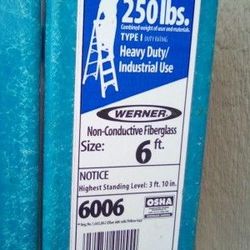 250 lbs.
Combined weight of user and materials.
TYPE I DUTY RATING
Heavy Duty/
Industrial Use
WERNER
Non-Conductive Fiberglass
Size: 6 ft.
NOTICE
Highest Standing Level: 3 ft. 10 in.
6006
OSHA